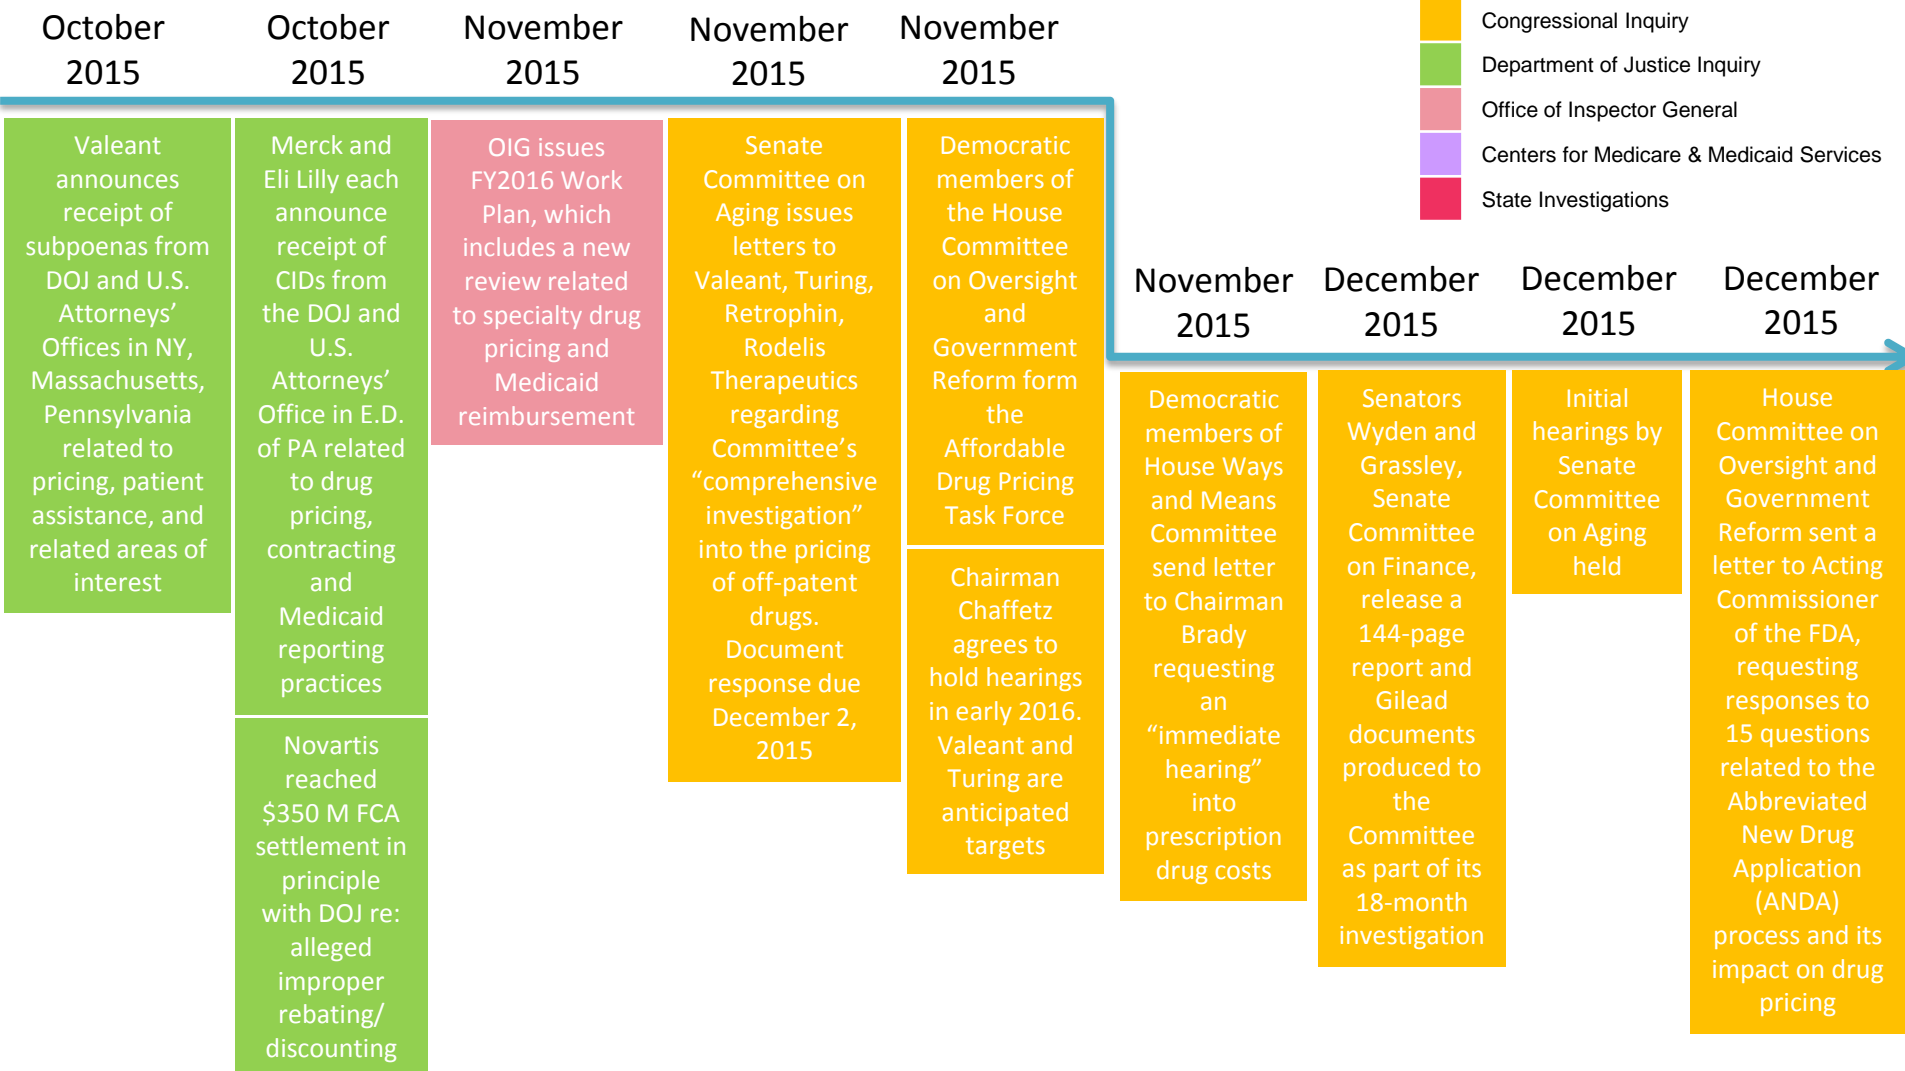 October
2015
Valeant
announces
receipt of
subpoenas from
DOJ and U.S.
Attorneys’
Offices in NY,
Massachusetts,
Pennsylvania
related to
pricing, patient
assistance, and
related areas of
interest
October
2015
Merck and
Eli Lilly each
announce
receipt of
CIDs from
the DOJ and
U.S.
Attorneys’
Office in E.D.
of PA related
to drug
pricing,
contracting
and
Medicaid
reporting
practices
Novartis
reached
$350 M FCA
settlement in
principle
with DOJ re:
alleged
improper
rebating/
discounting
November
2015
OIG issues
FY2016 Work
Plan, which
includes a new
review related
to specialty drug
pricing and
Medicaid
reimbursement
November
2015
Senate
Committee on
Aging issues
letters to
Valeant, Turing,
Retrophin,
Rodelis
Therapeutics
regarding
Committee’s
“comprehensive
investigation”
into the pricing
of off-patent
drugs.
Document
response due
December 2,
2015
November
2015
Democratic
members of
the House
Committee
on Oversight
and
Government
Reform form
the
Affordable
Drug Pricing
Task Force
Chairman
Chaffetz
agrees to
hold hearings
in early 2016.
Valeant and
Turing are
anticipated
targets
Congressional Inquiry
Department of Justice Inquiry
Office of Inspector General
Centers for Medicare & Medicaid Services
State Investigations
November
2015
Democratic
members of
House Ways
and Means
Committee
send letter
to Chairman
Brady
requesting
an
“immediate
hearing”
into
prescription
drug costs
December
2015
Senators
Wyden and
Grassley,
Senate
Committee
on Finance,
release a
144-page
report and
Gilead
documents
produced to
the
Committee
as part of its
18-month
investigation
December
2015
Initial
hearings by
Senate
Committee
on Aging
held
December
2015
House
Committee on
Oversight and
Government
Reform sent a
letter to Acting
Commissioner
of the FDA,
requesting
responses to
15 questions
related to the
Abbreviated
New Drug
Application
(ANDA)
process and its
impact on drug
pricing